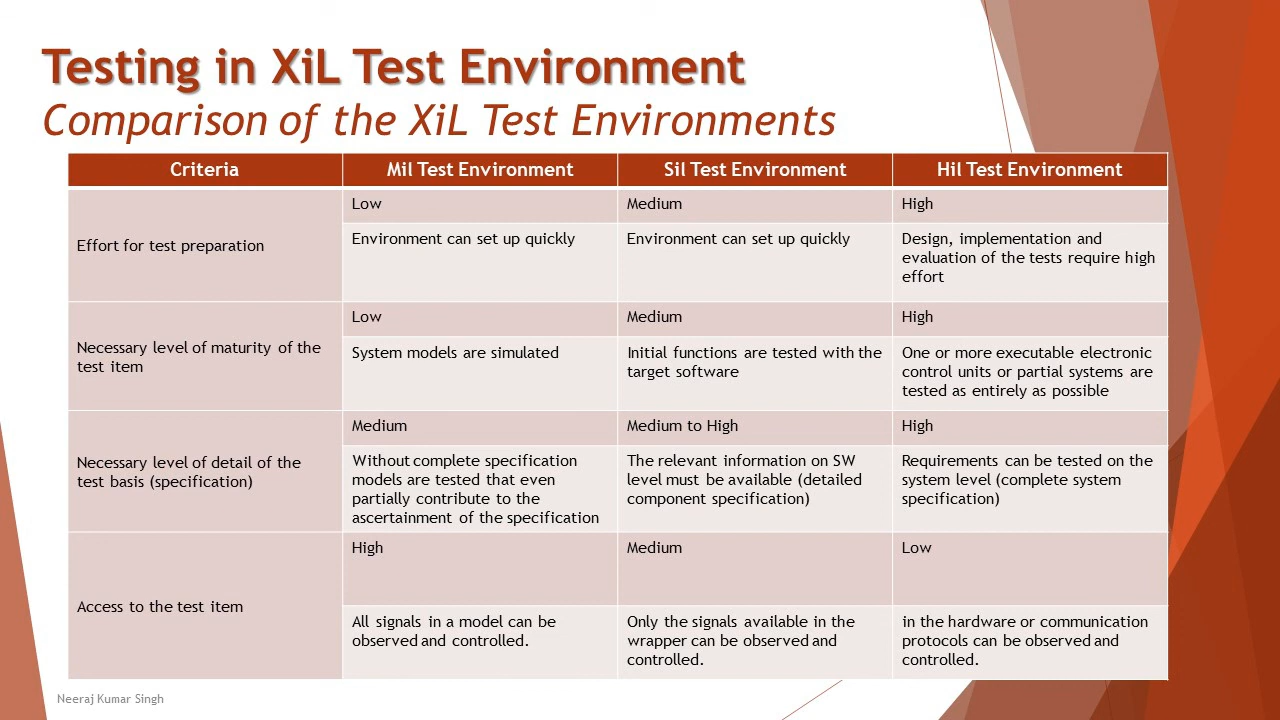 Testing in XiL Test Environment
Comparison of the XiL Test Environments
Criteria
Mil Test Environment
Sil Test Environment
Hil Test Environment
Effort for test preparation
Low
Medium
High
Environment can set up quickly
Environment can set up quickly
Design, implementation and
evaluation of the tests require high
effort
Necessary level of maturity of the
test item
Low
Medium
High
System models are simulated
Initial functions are tested with the
target software
One or more executable electronic
control units or partial systems are
tested as entirely as possible
Necessary level of detail of the
test basis (specification)
Medium
Medium to High
High
Without complete specification
models are tested that even
partially contribute to the
ascertainment of the specification
The relevant information on SW
level must be available (detailed
component specification)
Requirements can be tested on the
system level (complete system
specification)
Access to the test item
High
Medium
Low
All signals in a model can be
observed and controlled.
Only the signals available in the
wrapper can be observed and
controlled.
in the hardware or communication
protocols can be observed and
controlled.
Neeraj Kumar Singh